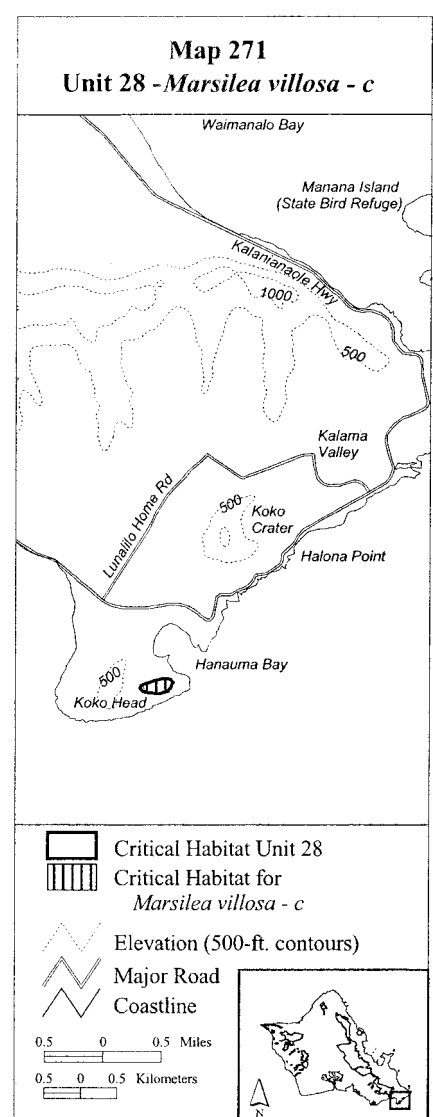 Map 271
Unit 28 -Marsilea villosa - c
Waimanalo Bay
Manana Island
(State Bird Refuge)
Kalanianaole Hwy
1000
500
Kalama
Valley
Lunalilo Home Rd
500
Koko
Crater
Halona Point
Hanauma Bay
500
Koko Head
Critical Habitat Unit 28
Critical Habitat for
Marsilea villosa - c
Elevation (500-ft. contours)
Major Road
Coastline
0.5 0 0.5 Miles
0.5 0 0.5 Kilometers
N